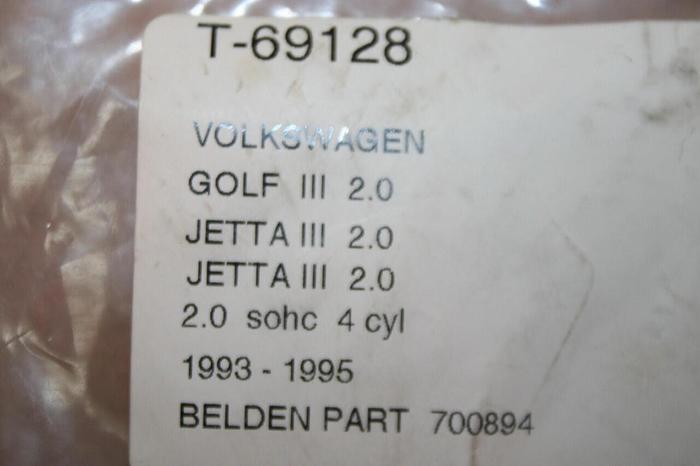 T-69128
VOLKSWAGEN
GOLF III 2.0
JETTA III 2.0
JETTA III 2.0
2.0 sohc 4 cyl
1993 - 1995
BELDEN PART 700894